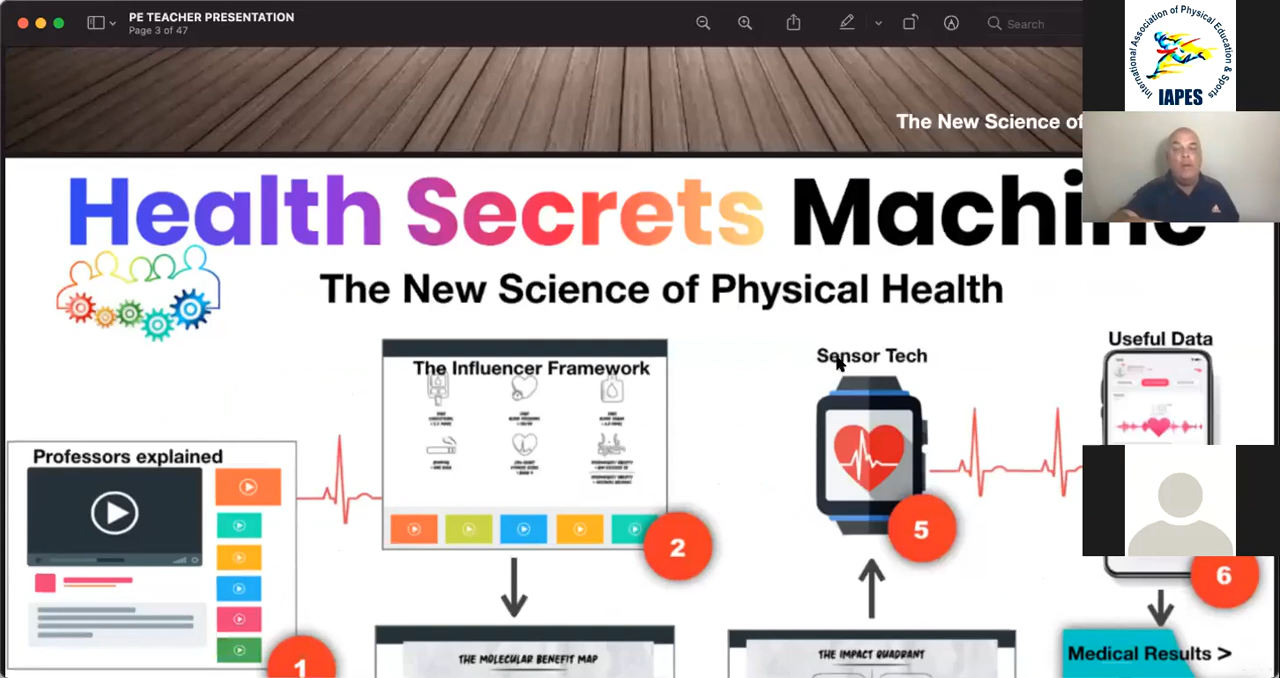 PE TEACHER PRESENTATION
Page 3 of 47
Search
International Association of Physical Education & Sports
IAPES
The New Science of
Health Secrets Machine
The New Science of Physical Health
The Influencer Framework
Sensor Tech
Useful Data
Professors explained
2
5
6
1
THE MOLECULAR BENEFIT MAP
THE IMPACT QUADRANT
Medical Results >